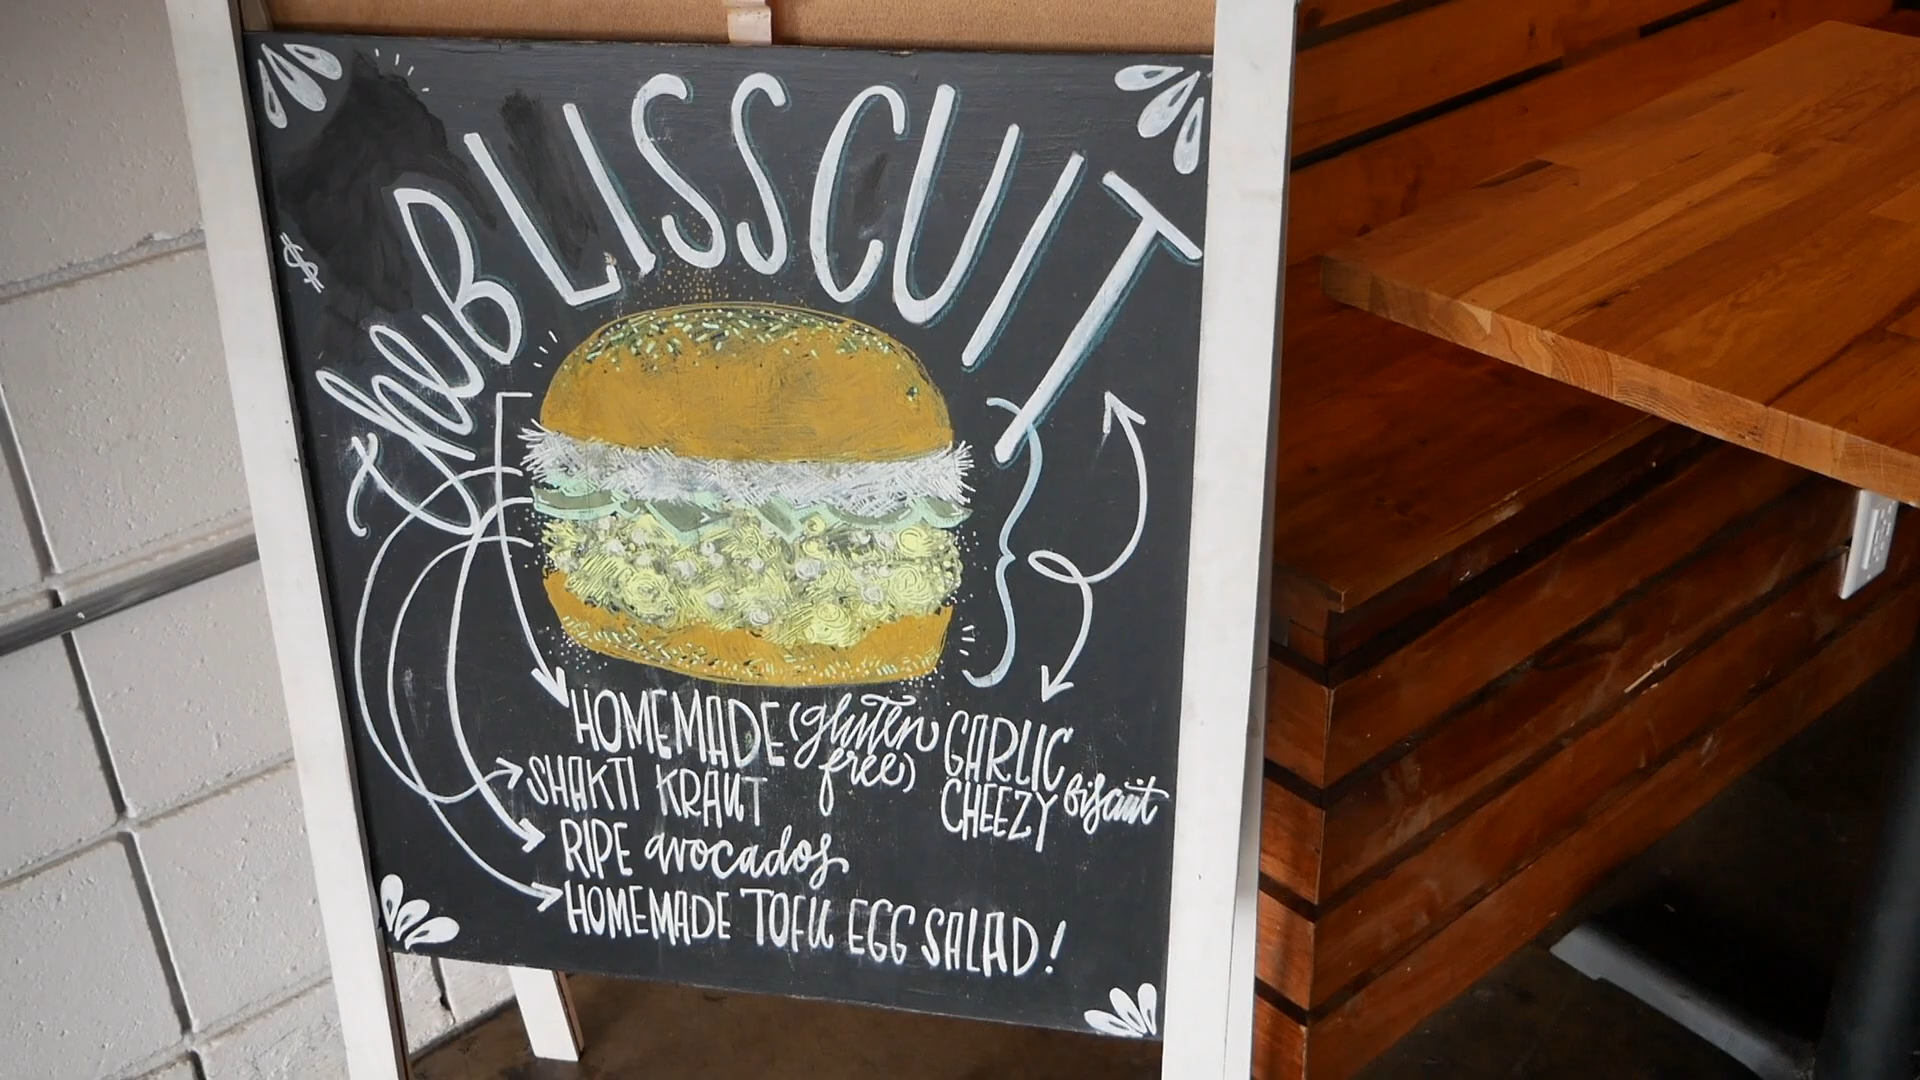 the BLISSCUIT
$
HOMEMADE (gluten free) GARLIC CHEEZY biscuit
SHAKTI KRAUT
RIPE avocados
HOMEMADE TOFU EGG SALAD!